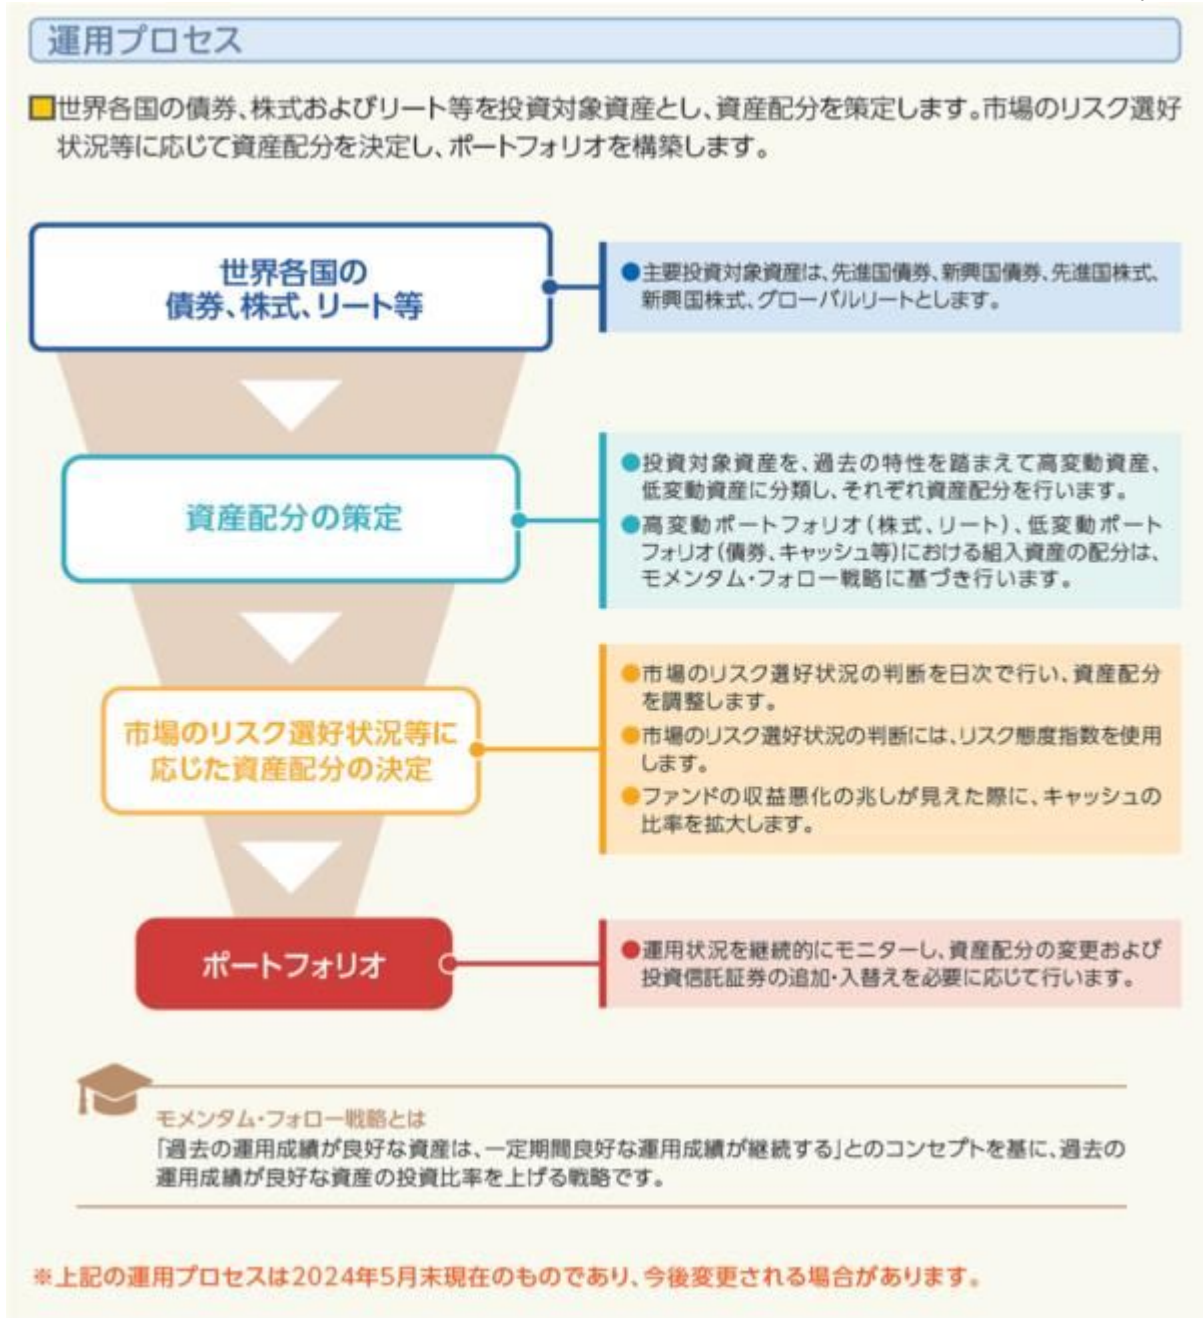 運用プロセス
世界各国の債券、株式およびリート等を投資対象資産とし、資産配分を策定します。市場のリスク選好
状況等に応じて資産配分を決定し、ポートフォリオを構築します。
世界各国の
債券、株式、リート等
●主要投資対象資産は、先進国債券、新興国債券、先進国株式、
新興国株式、グローバルリートとします。
資産配分の策定
●投資対象資産を、過去の特性を踏まえて高変動資産、
低変動資産に分類し、それぞれ資産配分を行います。
●高変動ポートフォリオ(株式、リート)、低変動ポート
フォリオ(債券、キャッシュ等)における組入資産の配分は、
モメンタム・フォロー戦略に基づき行います。
市場のリスク選好状況等に
応じた資産配分の決定
●市場のリスク選好状況の判断を日次で行い、資産配分
を調整します。
●市場のリスク選好状況の判断には、リスク態度指数を使用
します。
●ファンドの収益悪化の兆しが見えた際に、キャッシュの
比率を拡大します。
ポートフォリオ
●運用状況を継続的にモニターし、資産配分の変更および
投資信託証券の追加・入替えを必要に応じて行います。
モメンタム・フォロー戦略とは
「過去の運用成績が良好な資産は、一定期間良好な運用成績が継続する」とのコンセプトを基に、過去の
運用成績が良好な資産の投資比率を上げる戦略です。
※上記の運用プロセスは2024年5月末現在のものであり、今後変更される場合があります。